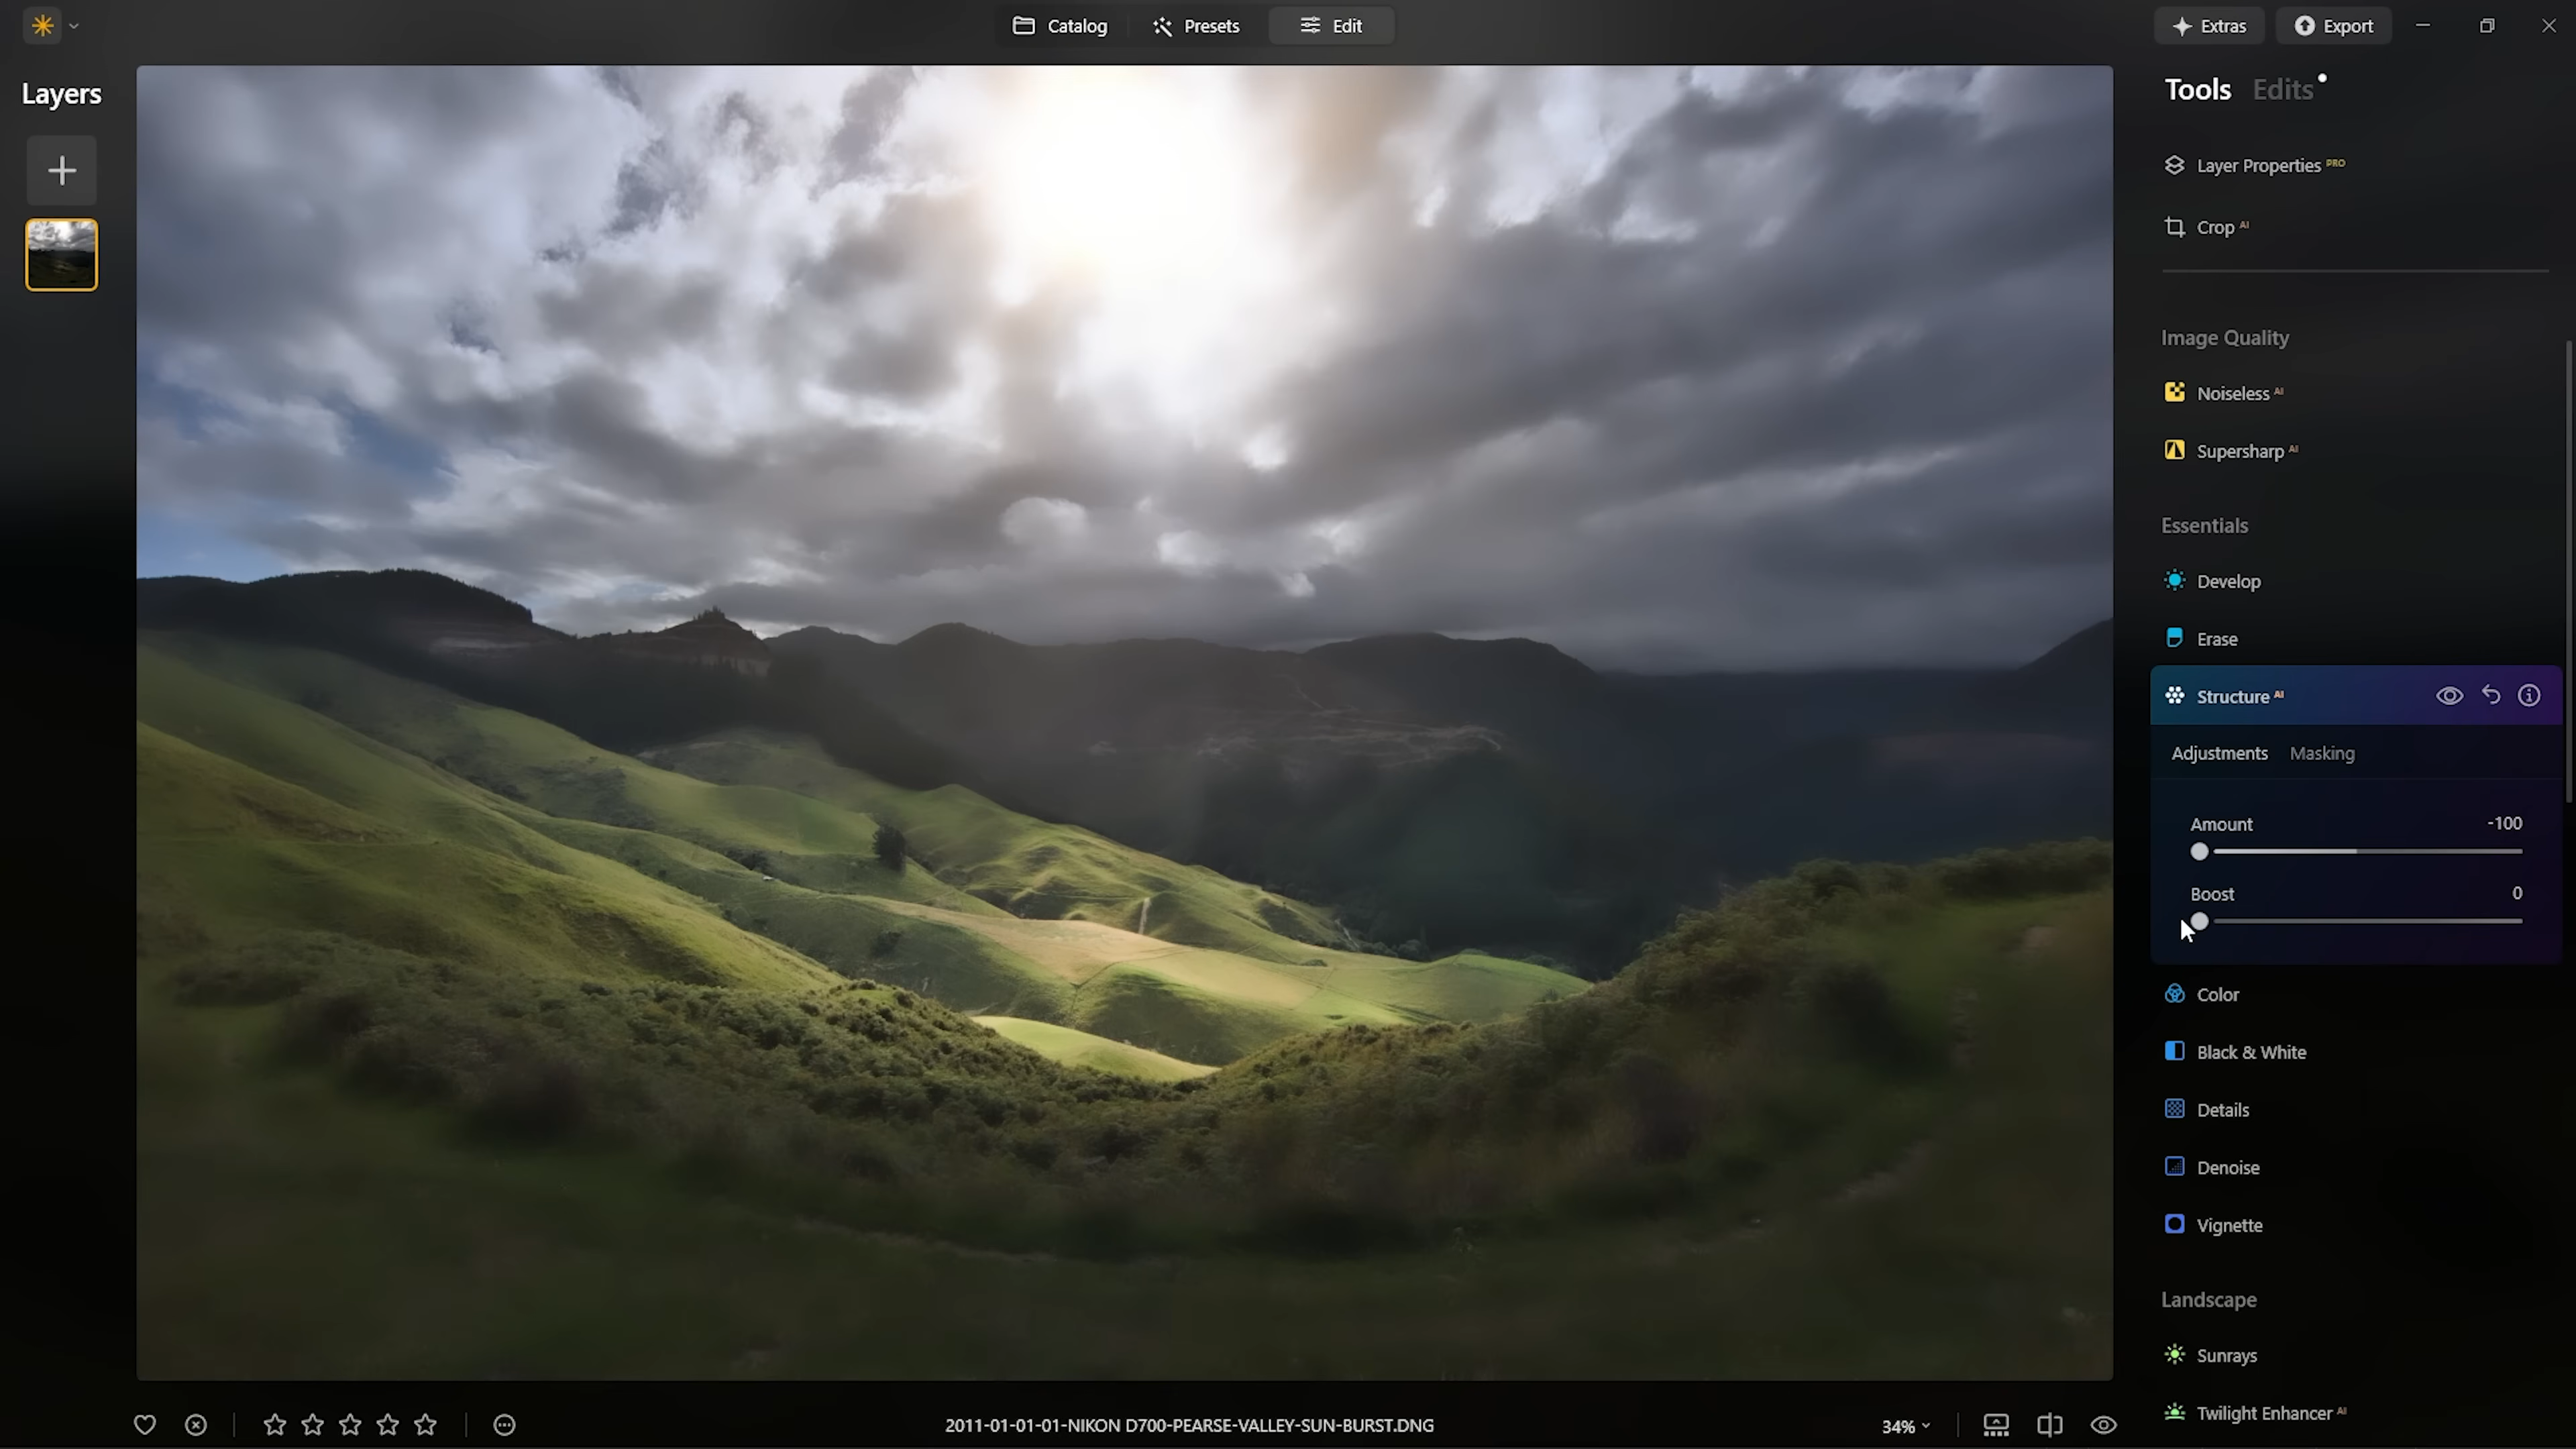 Catalog
Presets
Edit
Extras
Export
Layers
Tools Edits
Layer Properties PRO
Crop AI
Image Quality
Noiseless AI
Supersharp AI
Essentials
Develop
Erase
Structure AI
Adjustments Masking
Amount -100
Boost 0
Color
Black & White
Details
Denoise
Vignette
Landscape
Sunrays
Twilight Enhancer AI
2011-01-01-01-NIKON D700-PEARSE-VALLEY-SUN-BURST.DNG
34%